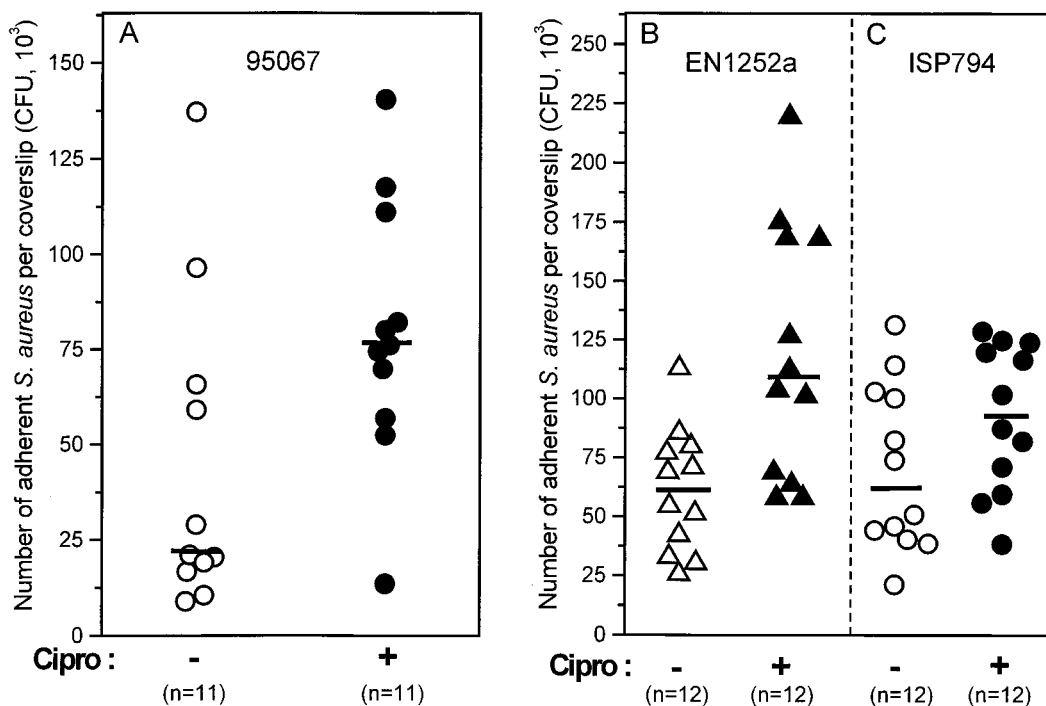 A
95067
Number of adherent S. aureus per coverslip (CFU, 10³)
150
125
100
75
50
25
0
Cipro : - +
(n=11) (n=11)
B C
EN1252a ISP794
Number of adherent S. aureus per coverslip (CFU, 10³)
250
225
200
175
150
125
100
75
50
25
0
- + - +
(n=12) (n=12) (n=12) (n=12)